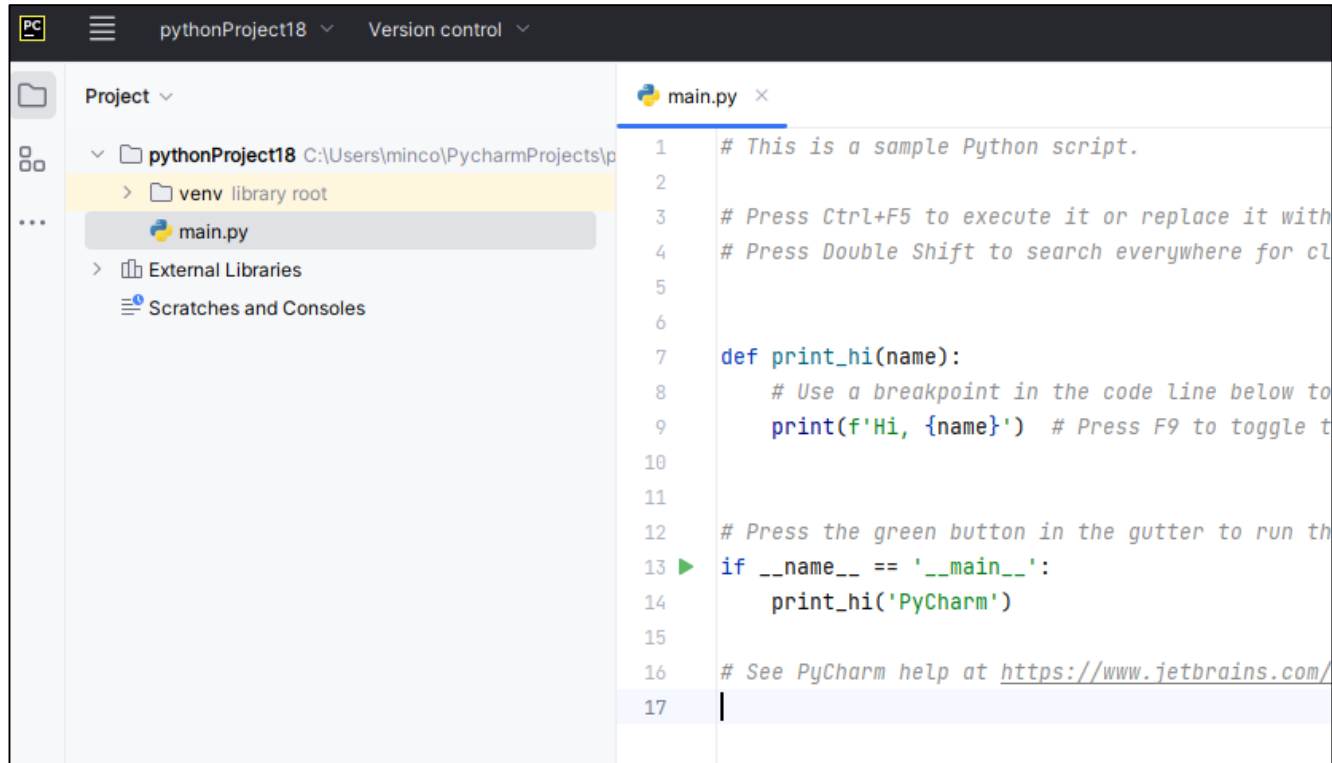 PC
pythonProject18
Version control
Project
pythonProject18 C:\Users\minco\PycharmProjects\p
venv library root
main.py
External Libraries
Scratches and Consoles
main.py
1 # This is a sample Python script.
2
3 # Press Ctrl+F5 to execute it or replace it with
4 # Press Double Shift to search everywhere for cl
5
6
7 def print_hi(name):
8     # Use a breakpoint in the code line below to
9     print(f'Hi, {name}')  # Press F9 to toggle t
10
11
12 # Press the green button in the gutter to run th
13 if __name__ == '__main__':
14     print_hi('PyCharm')
15
16 # See PyCharm help at https://www.jetbrains.com/
17